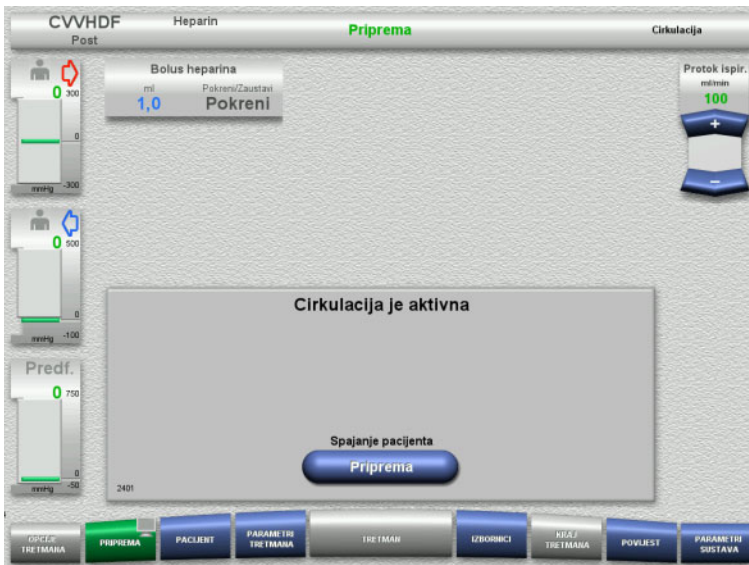 CVVHDF
Post
Heparin
Priprema
Cirkulacija
0
300
0
-300
mmHg
Bolus heparina
ml
Pokreni/Zaustavi
1,0
Pokreni
Protok ispir.
ml/min
100
+
−
0
500
0
-100
mmHg
Predf.
0
750
0
-50
mmHg
Cirkulacija je aktivna
Spajanje pacijenta
Priprema
2401
OPCIJE
TRETMANA
PRIPREMA
PACIJENT
PARAMETRI
TRETMANA
TRETMAN
IZBORNICI
KRAJ
TRETMANA
POVIJEST
PARAMETRI
SUSTAVA